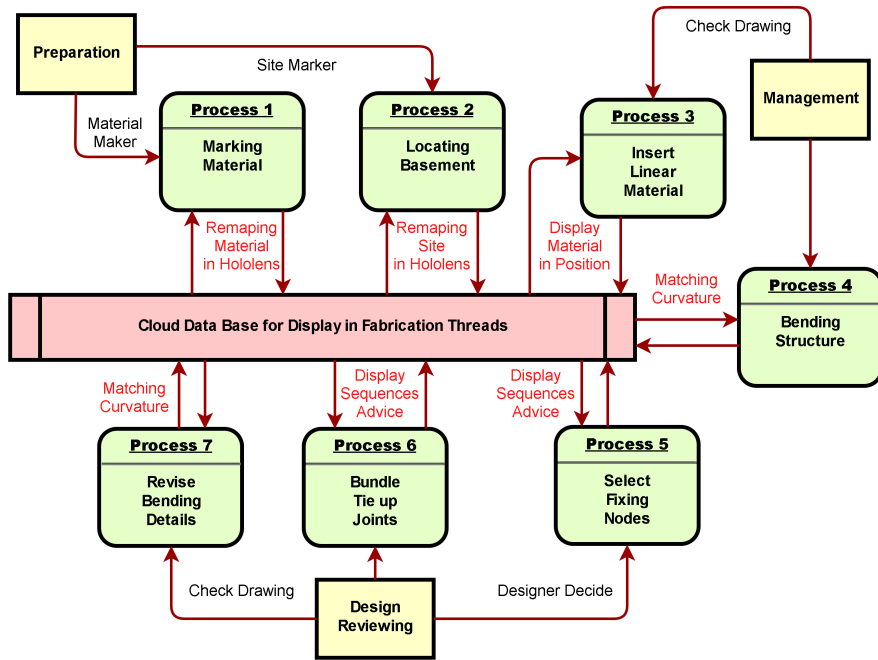 Preparation
Site Marker
Material
Maker
Check Drawing
Management
Process 1
Marking
Material
Process 2
Locating
Basement
Process 3
Insert
Linear
Material
Remaping
Material
in Hololens
Remaping
Site
in Hololens
Display
Material
in Position
Matching
Curvature
Process 4
Bending
Structure
Cloud Data Base for Display in Fabrication Threads
Matching
Curvature
Display
Sequences
Advice
Display
Sequences
Advice
Process 7
Revise
Bending
Details
Process 6
Bundle
Tie up
Joints
Process 5
Select
Fixing
Nodes
Check Drawing
Design
Reviewing
Designer Decide